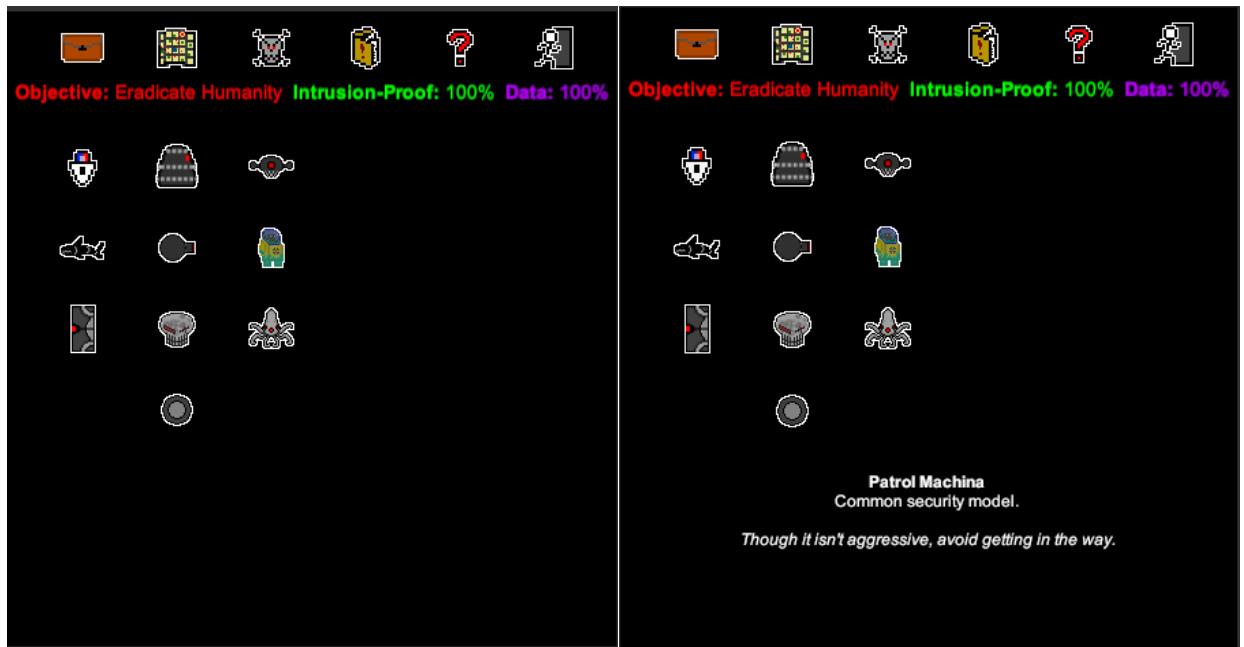 Objective: Eradicate Humanity Intrusion-Proof: 100% Data: 100%
Objective: Eradicate Humanity Intrusion-Proof: 100% Data: 100%
Patrol Machina
Common security model.
Though it isn't aggressive, avoid getting in the way.